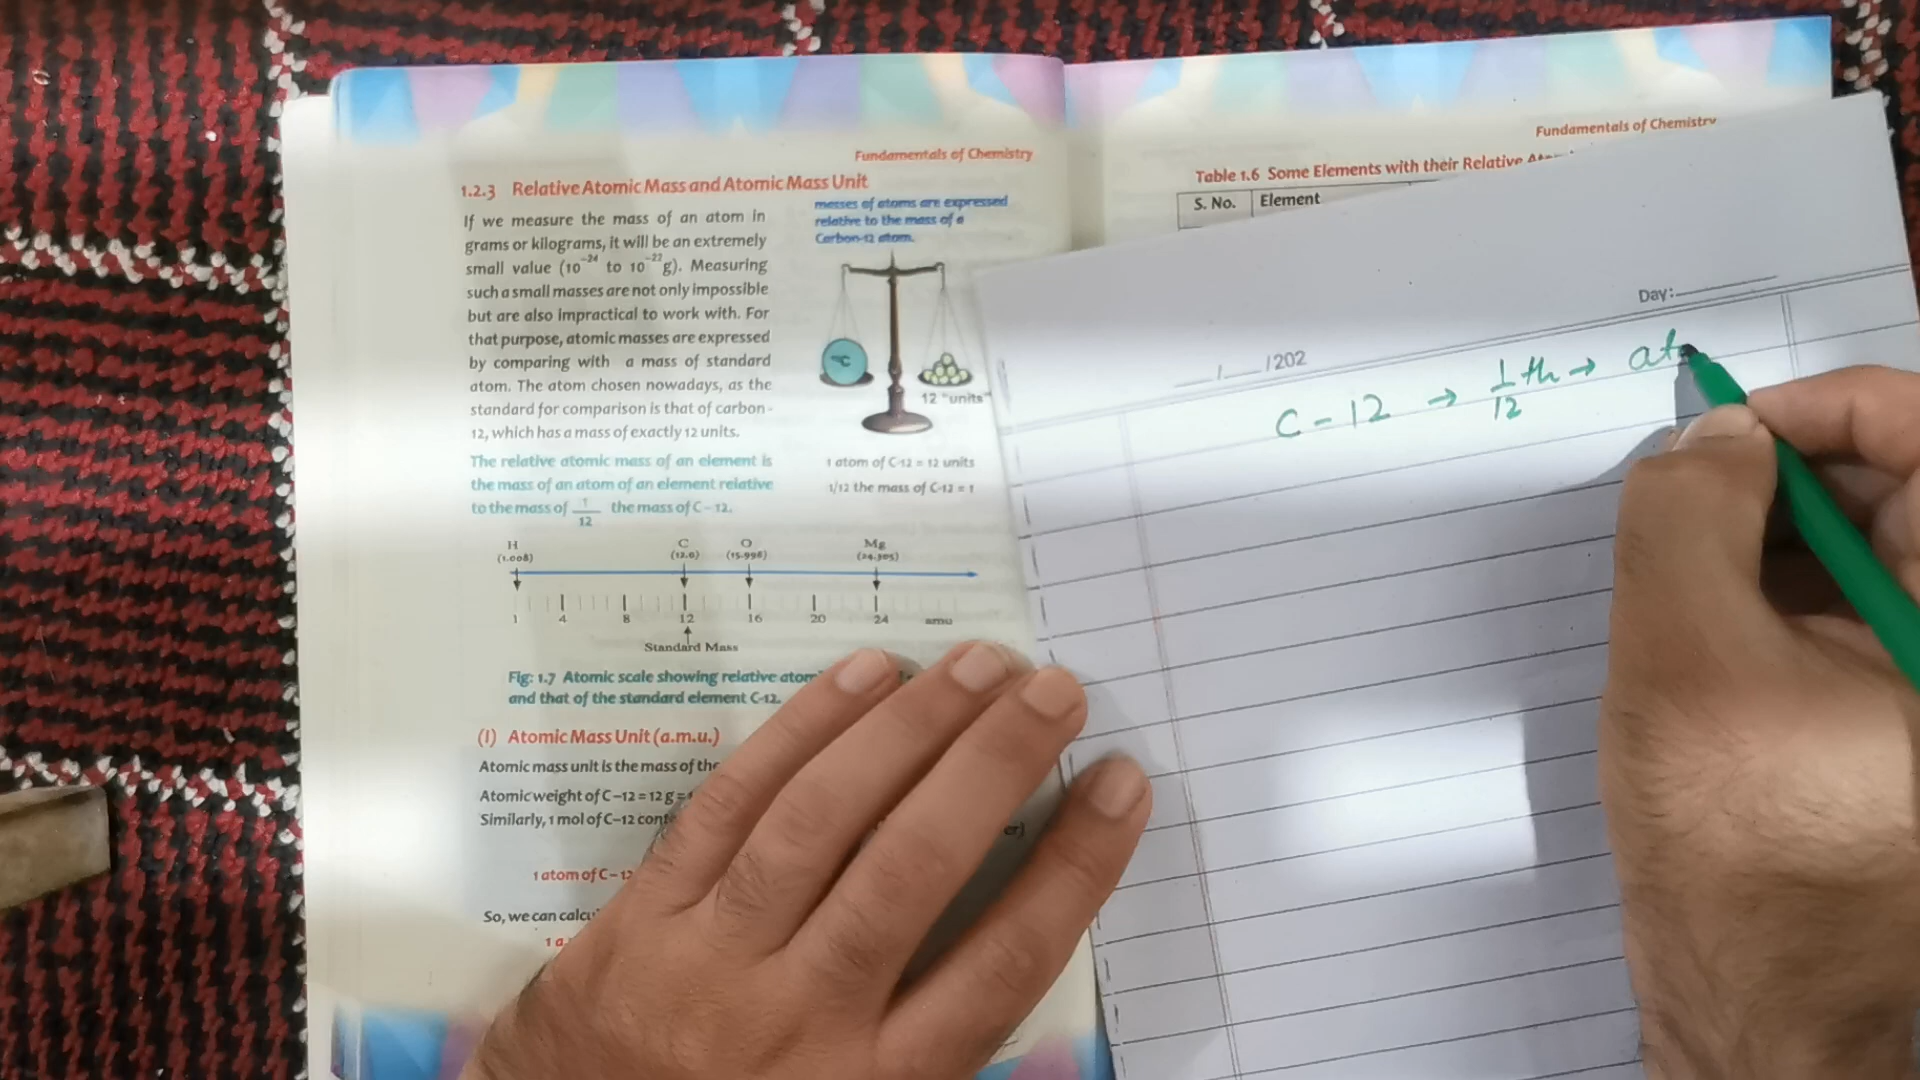 Fundamentals of Chemistry
1.2.3 Relative Atomic Mass and Atomic Mass Unit
If we measure the mass of an atom in
grams or kilograms, it will be an extremely
small value (10⁻²⁴ to 10⁻²²g). Measuring
such a small masses are not only impossible
but are also impractical to work with. For
that purpose, atomic masses are expressed
by comparing with a mass of standard
atom. The atom chosen nowadays, as the
standard for comparison is that of carbon-
12, which has a mass of exactly 12 units.
The relative atomic mass of an element is
the mass of an atom of an element relative
to the mass of 1/12 the mass of C-12.
masses of atoms are expressed
relative to the mass of a
Carbon-12 atom.
12 "units"
1 atom of C-12 = 12 units
1/12 the mass of C-12 = 1
H C O Mg
(1.008) (12.0) (15.998) (24.305)
1 4 8 12 16 20 24 amu
Standard Mass
Fig: 1.7 Atomic scale showing relative
and that of the standard element C-12.
(I) Atomic Mass Unit (a.m.u.)
Atomic mass unit is the mass of the
Atomic weight of C-12 = 12 g =
Similarly, 1 mol of C-12
1 atom of C-12
So, we can
1
Fundamentals of Chemistry
Table 1.6 Some Elements with their Relative
S. No. Element
Day:
/ /202
C-12 → 1/12 th →